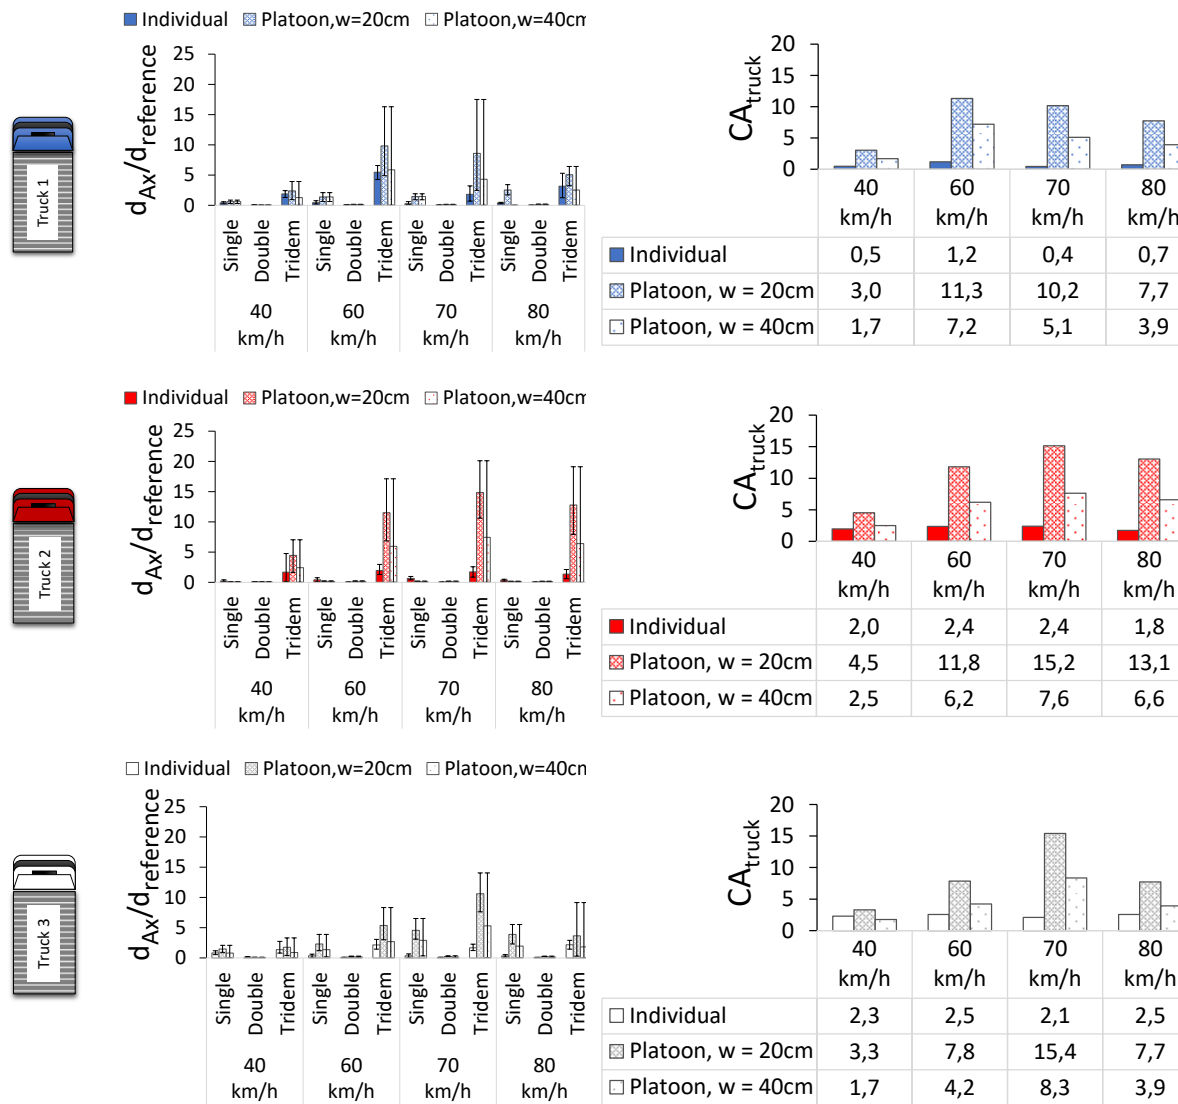 Individual Platoon,w=20cm Platoon,w=40cm
25
20
15
10
5
0
d_Ax/d_reference
Single Double Tridem Single Double Tridem Single Double Tridem Single Double Tridem
40 60 70 80
km/h km/h km/h km/h
Truck 1
20
15
10
5
0
CA_truck
40 60 70 80
km/h km/h km/h km/h
Individual 0,5 1,2 0,4 0,7
Platoon, w = 20cm 3,0 11,3 10,2 7,7
Platoon, w = 40cm 1,7 7,2 5,1 3,9
Individual Platoon,w=20cm Platoon,w=40cm
25
20
15
10
5
0
d_Ax/d_reference
Single Double Tridem Single Double Tridem Single Double Tridem Single Double Tridem
40 60 70 80
km/h km/h km/h km/h
Truck 2
20
15
10
5
0
CA_truck
40 60 70 80
km/h km/h km/h km/h
Individual 2,0 2,4 2,4 1,8
Platoon, w = 20cm 4,5 11,8 15,2 13,1
Platoon, w = 40cm 2,5 6,2 7,6 6,6
Individual Platoon,w=20cm Platoon,w=40cm
25
20
15
10
5
0
d_Ax/d_reference
Single Double Tridem Single Double Tridem Single Double Tridem Single Double Tridem
40 60 70 80
km/h km/h km/h km/h
Truck 3
20
15
10
5
0
CA_truck
40 60 70 80
km/h km/h km/h km/h
Individual 2,3 2,5 2,1 2,5
Platoon, w = 20cm 3,3 7,8 15,4 7,7
Platoon, w = 40cm 1,7 4,2 8,3 3,9